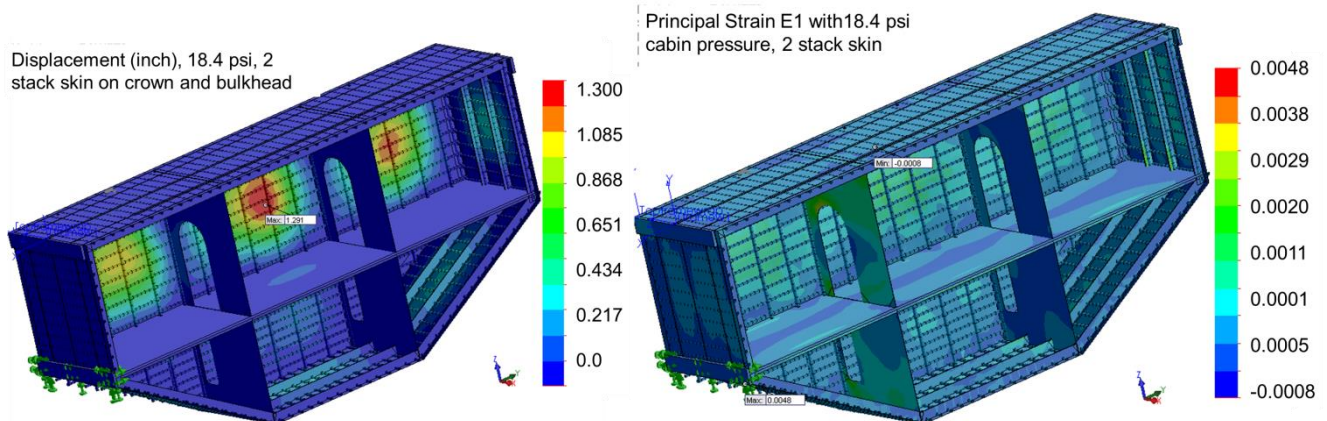 Displacement (inch), 18.4 psi, 2
stack skin on crown and bulkhead
1.300
1.085
0.868
0.651
0.434
0.217
0.0
Max: 1.291
Z
Y
X
Principal Strain E1 with18.4 psi
cabin pressure, 2 stack skin
0.0048
0.0038
0.0029
0.0020
0.0011
0.0001
0.0005
-0.0008
Min: -0.0008
Max: 0.0048
Y
Z
Y
X